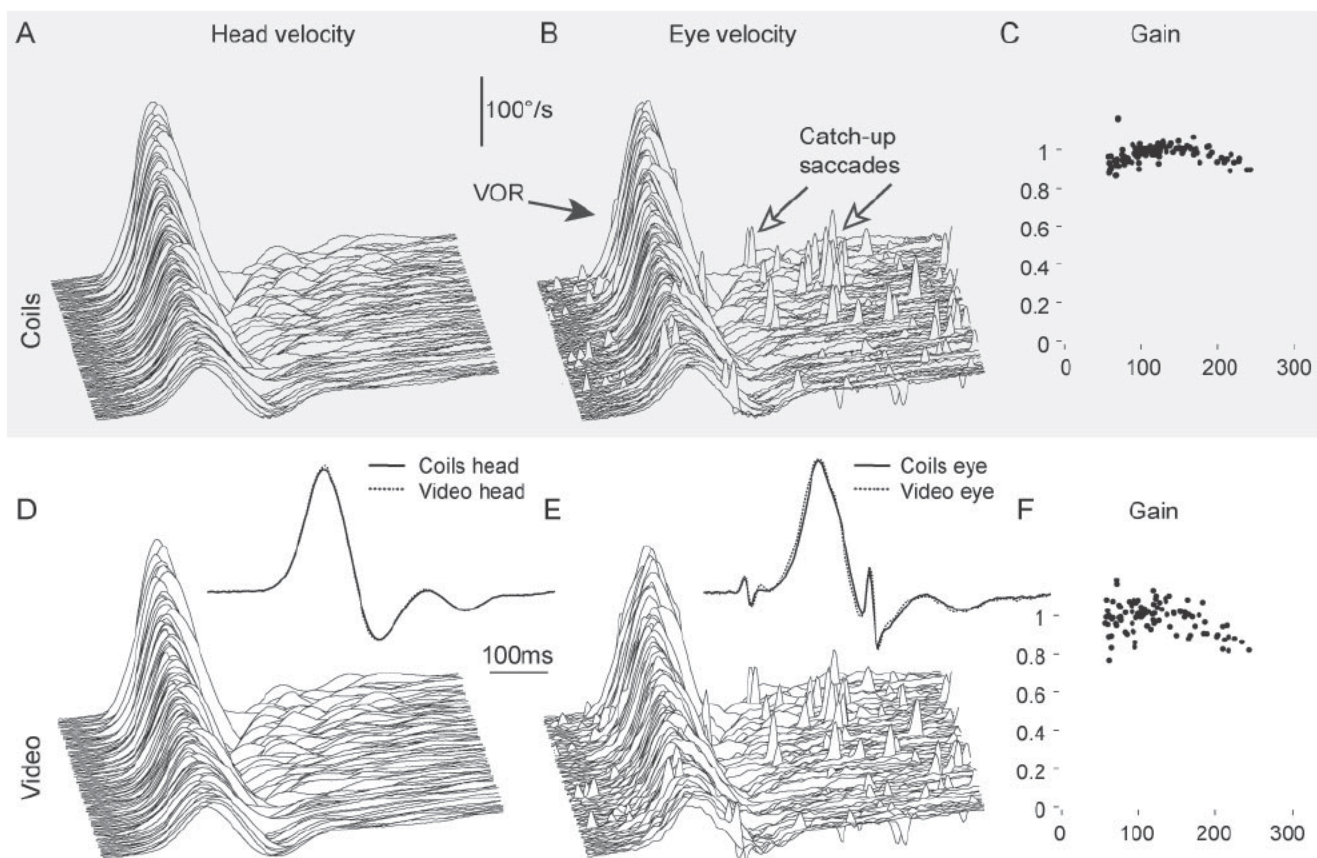 A Head velocity B Eye velocity C Gain
100°/s
Catch-up
saccades
VOR
1
0.8
0.6
0.4
0.2
0
0 100 200 300
Coils
Coils head
Video head
Coils eye
Video eye
D E F Gain
100ms
1
0.8
0.6
0.4
0.2
0
0 100 200 300
Video